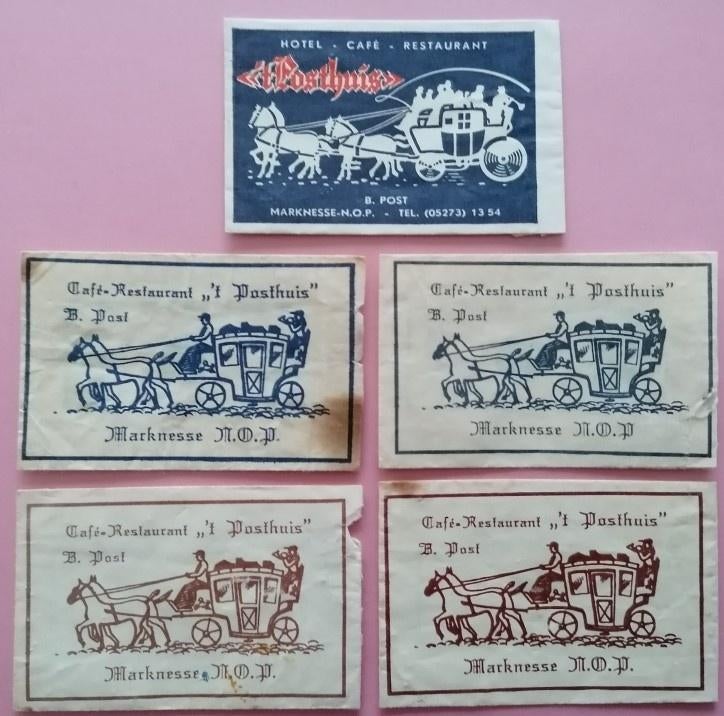 HOTEL - CAFÉ - RESTAURANT
«'t Posthuis»
B. POST
MARKNESSE-N.O.P. - TEL. (05273) 13 54
Café-Restaurant „'t Posthuis”
B. Post
Marknesse N.O.P.
Café-Restaurant „'t Posthuis”
B. Post
Marknesse N.O.P
Café-Restaurant „'t Posthuis”
B. Post
Marknesse N.O.P.
Café-Restaurant „'t Posthuis”
B. Post
Marknesse N.O.P.